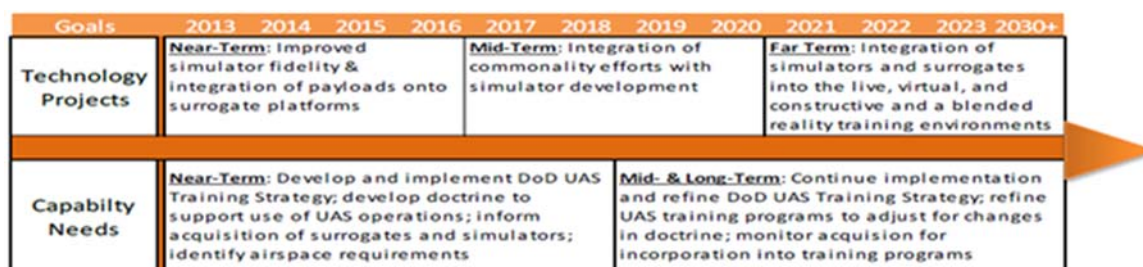 Goals 2013 2014 2015 2016 2017 2018 2019 2020 2021 2022 2023 2030+
Technology
Projects
Near-Term: Improved
simulator fidelity &
integration of payloads onto
surrogate platforms
Mid-Term: Integration of
commonality efforts with
simulator development
Far Term: Integration of
simulators and surrogates
into the live, virtual, and
constructive and a blended
reality training environments
Capabilty
Needs
Near-Term: Develop and implement DoD UAS
Training Strategy; develop doctrine to
support use of UAS operations; inform
acquisition of surrogates and simulators;
identify airspace requirements
Mid- & Long-Term: Continue implementation
and refine DoD UAS Training Strategy; refine
UAS training programs to adjust for changes
in doctrine; monitor acquision for
incorporation into training programs